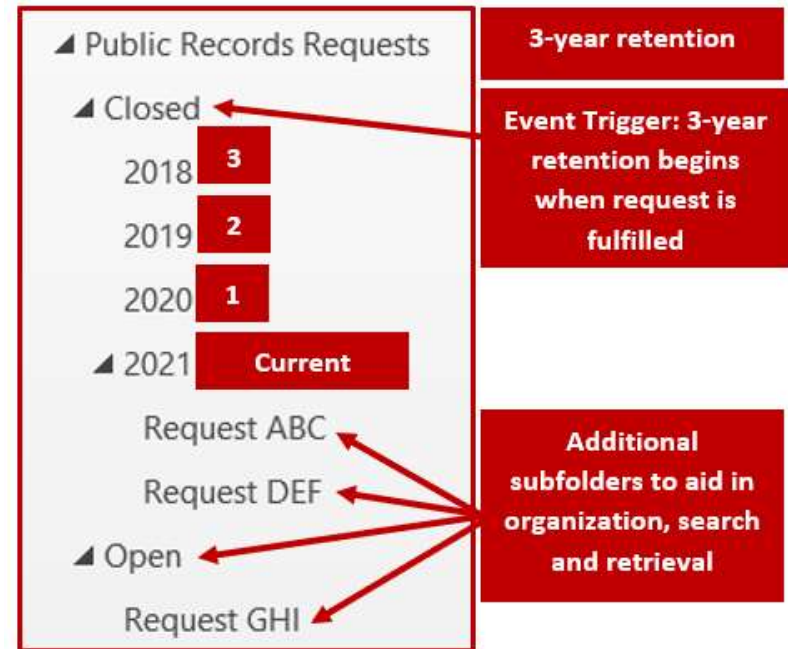 Public Records Requests
3-year retention
Closed
Event Trigger: 3-year
retention begins
when request is
fulfilled
2018 3
2019 2
2020 1
2021 Current
Request ABC
Request DEF
Open
Request GHI
Additional
subfolders to aid in
organization, search
and retrieval